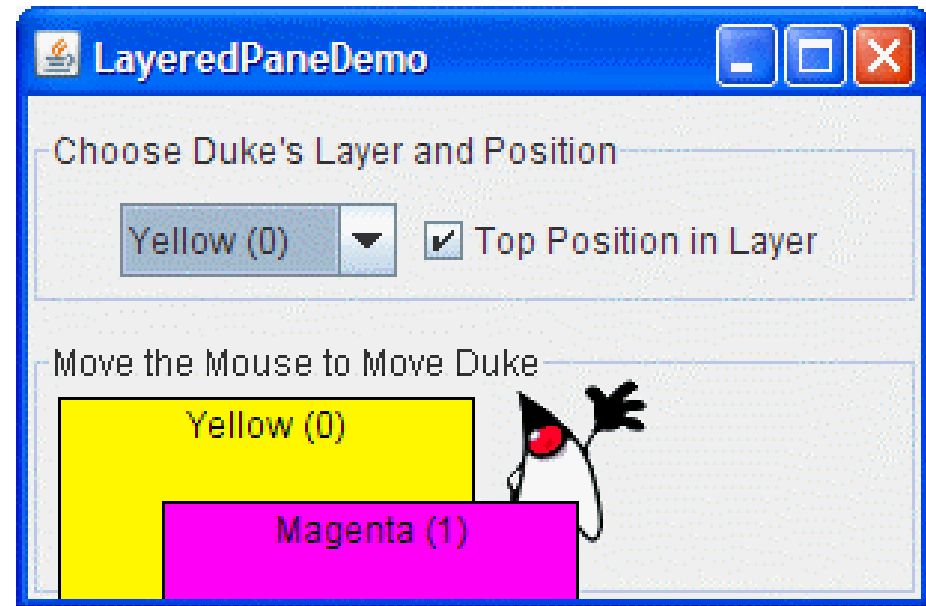 LayeredPaneDemo
Choose Duke's Layer and Position
Yellow (0) Top Position in Layer
Move the Mouse to Move Duke
Yellow (0)
Magenta (1)